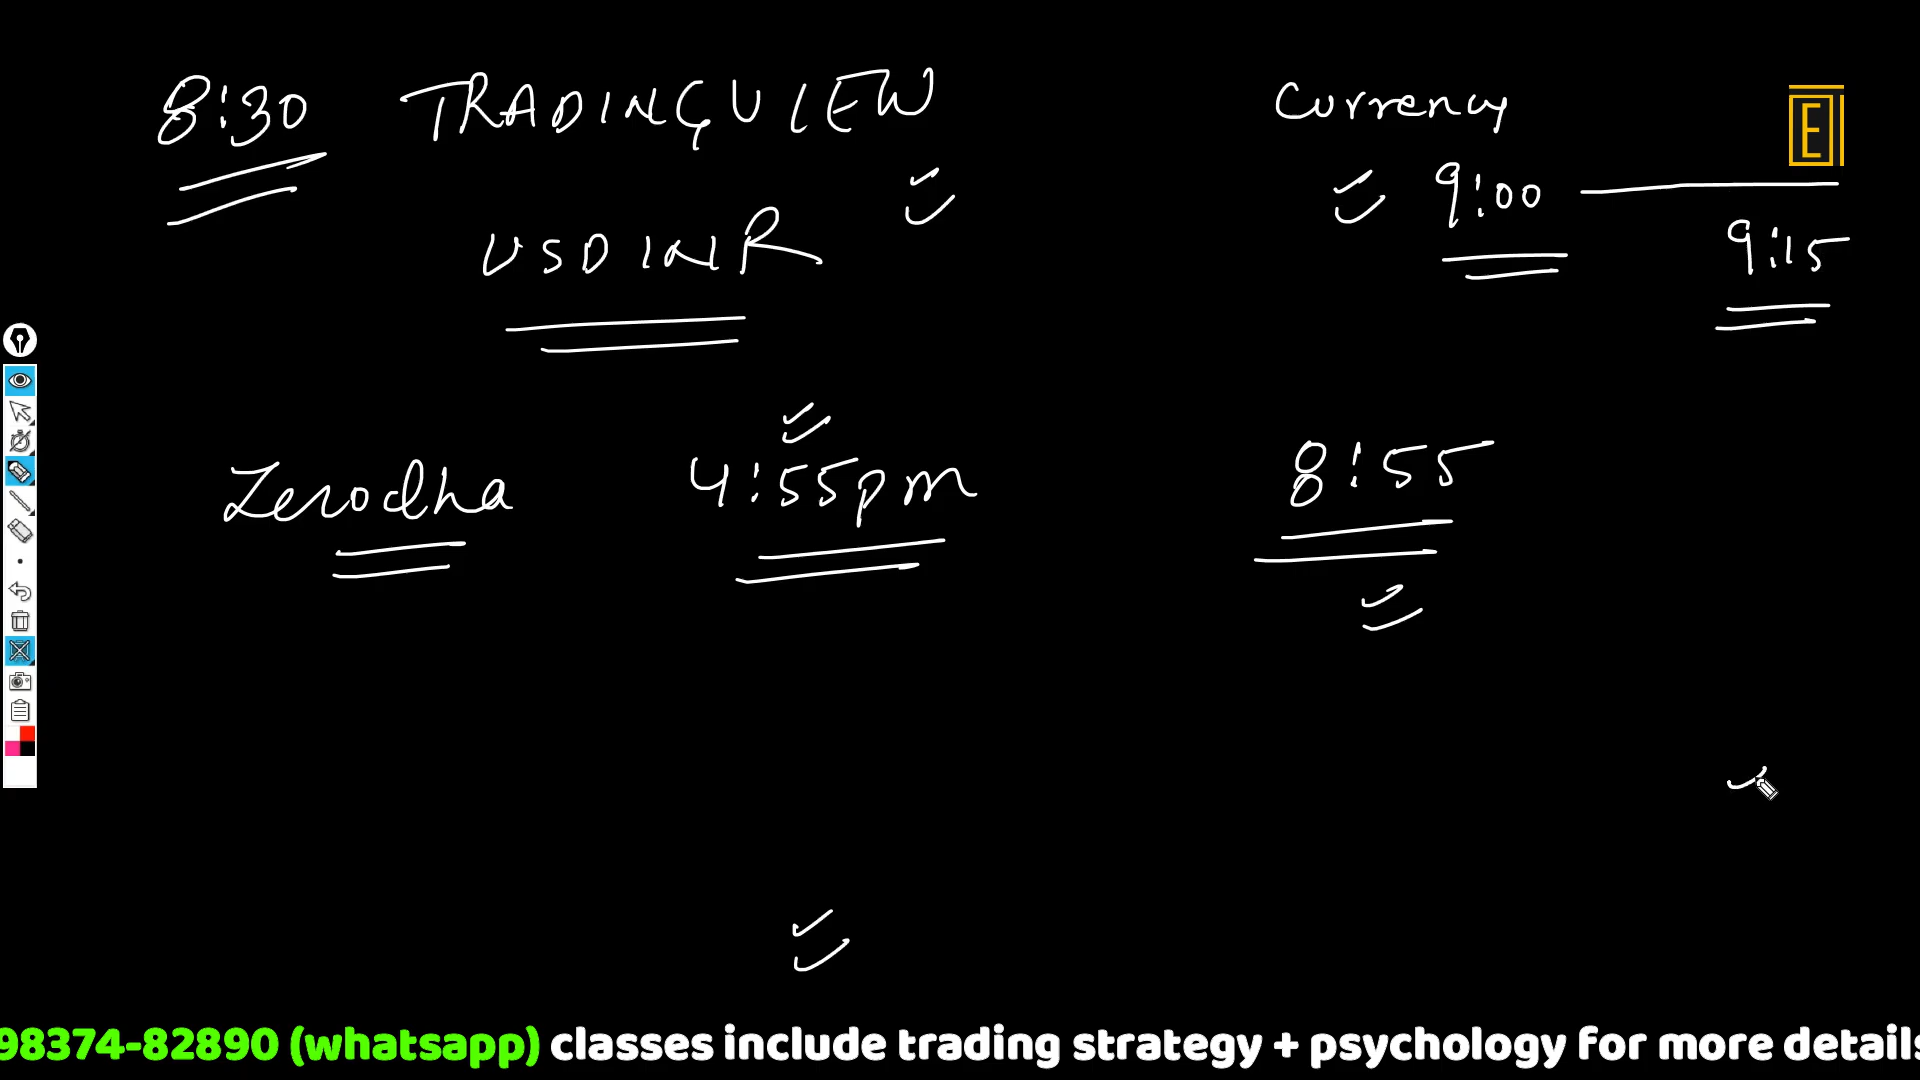 8:30 TRADINGVIEW
USDINR
Currency
9:00
9:15
Zerodha 4:55pm 8:55
98374-82890 (whatsapp) classes include trading strategy + psychology for more details